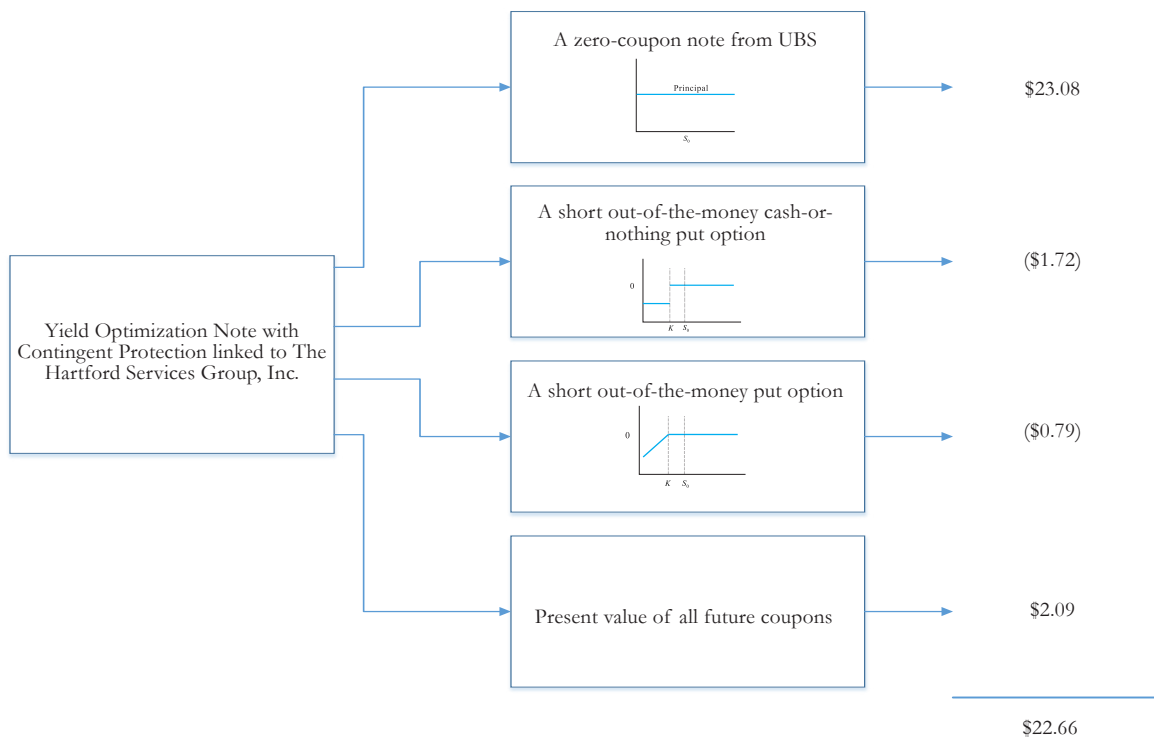 A zero-coupon note from UBS
Principal
S₀
$23.08
A short out-of-the-money cash-or-
nothing put option
0
K
S₀
($1.72)
Yield Optimization Note with
Contingent Protection linked to The
Hartford Services Group, Inc.
A short out-of-the-money put option
0
K
S₀
($0.79)
Present value of all future coupons
$2.09
$22.66